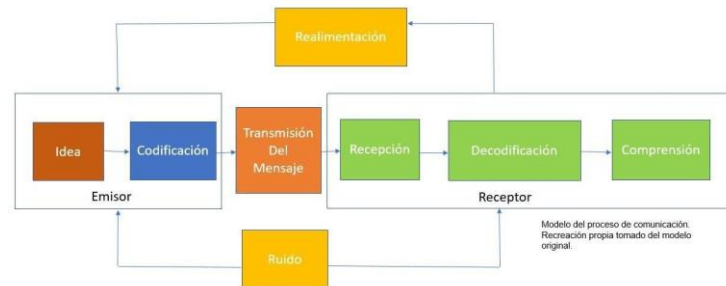 Realimentación
Idea
Codificación
Emisor
Transmisión
Del
Mensaje
Recepción
Decodificación
Comprensión
Receptor
Modelo del proceso de comunicación.
Recreación propia tomado del modelo
original.
Ruido